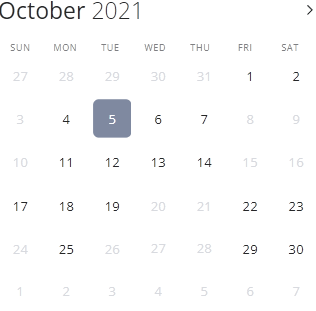 October 2021 >
SUN MON TUE WED THU FRI SAT
27 28 29 30 31 1 2
3 4 5 6 7 8 9
10 11 12 13 14 15 16
17 18 19 20 21 22 23
24 25 26 27 28 29 30
1 2 3 4 5 6 7